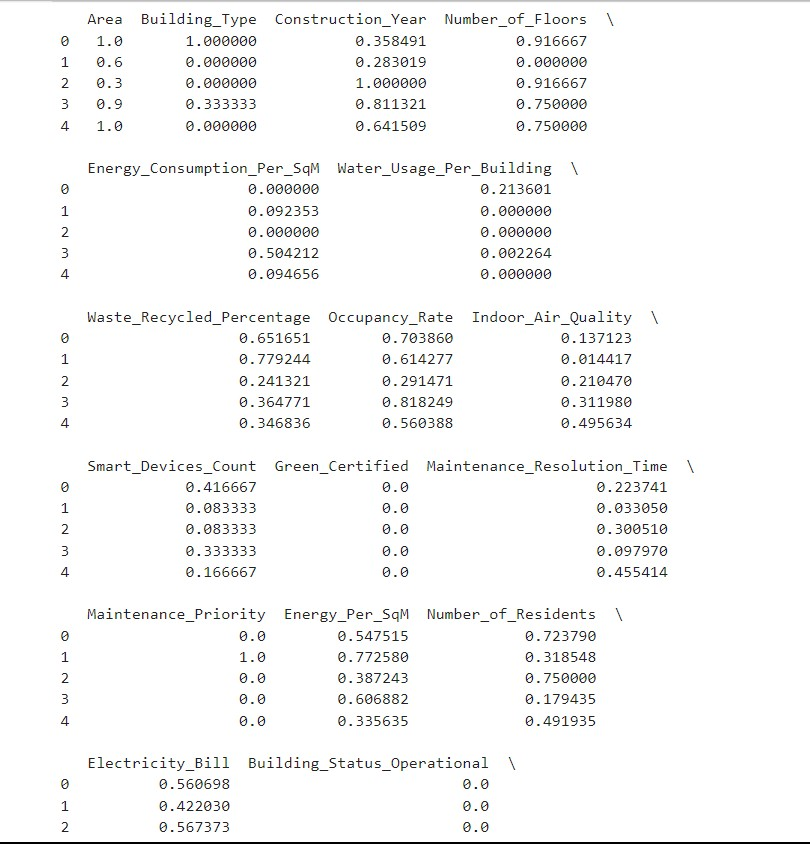 Area Building_Type Construction_Year Number_of_Floors \
0 1.0 1.000000 0.358491 0.916667
1 0.6 0.000000 0.283019 0.000000
2 0.3 0.000000 1.000000 0.916667
3 0.9 0.333333 0.811321 0.750000
4 1.0 0.000000 0.641509 0.750000
Energy_Consumption_Per_SqM Water_Usage_Per_Building \
0 0.000000 0.213601
1 0.092353 0.000000
2 0.000000 0.000000
3 0.504212 0.002264
4 0.094656 0.000000
Waste_Recycled_Percentage Occupancy_Rate Indoor_Air_Quality \
0 0.651651 0.703860 0.137123
1 0.779244 0.614277 0.014417
2 0.241321 0.291471 0.210470
3 0.364771 0.818249 0.311980
4 0.346836 0.560388 0.495634
Smart_Devices_Count Green_Certified Maintenance_Resolution_Time \
0 0.416667 0.0 0.223741
1 0.083333 0.0 0.033050
2 0.083333 0.0 0.300510
3 0.333333 0.0 0.097970
4 0.166667 0.0 0.455414
Maintenance_Priority Energy_Per_SqM Number_of_Residents \
0 0.0 0.547515 0.723790
1 1.0 0.772580 0.318548
2 0.0 0.387243 0.750000
3 0.0 0.606882 0.179435
4 0.0 0.335635 0.491935
Electricity_Bill Building_Status_Operational \
0 0.560698 0.0
1 0.422030 0.0
2 0.567373 0.0